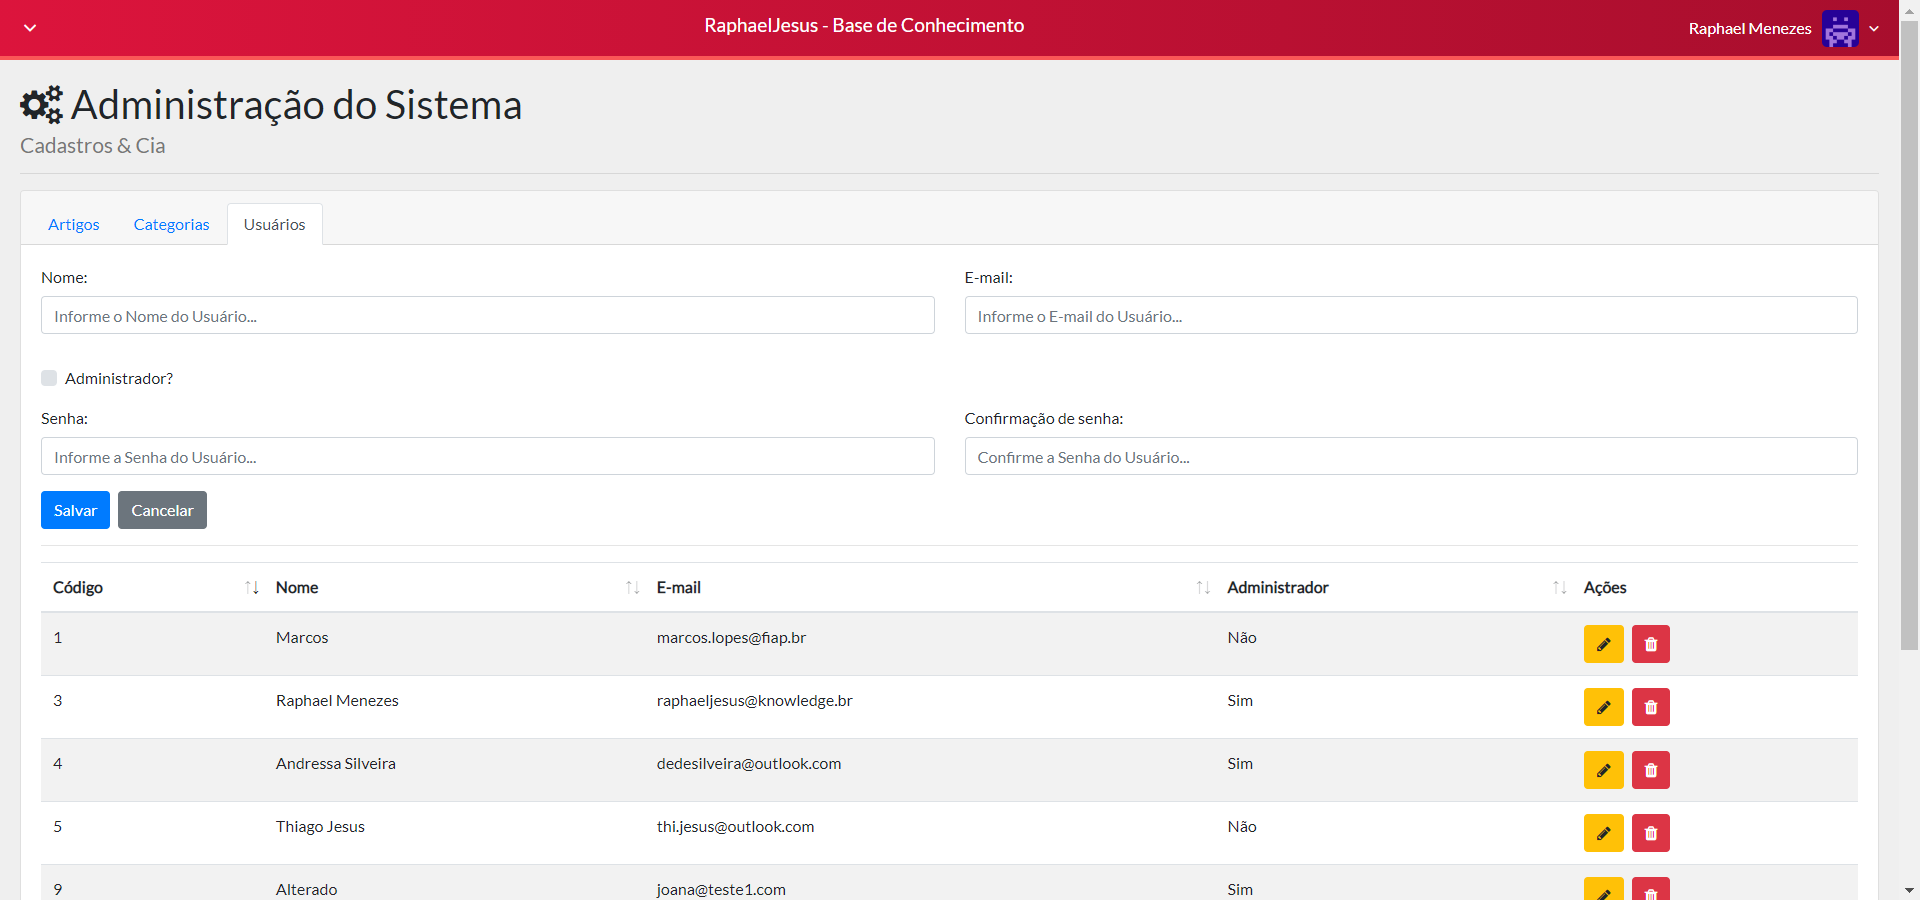 RaphaelJesus - Base de Conhecimento
Raphael Menezes
Administração do Sistema
Cadastros & Cia
Artigos Categorias Usuários
Nome: E-mail:
Informe o Nome do Usuário... Informe o E-mail do Usuário...
Administrador?
Senha: Confirmação de senha:
Informe a Senha do Usuário... Confirme a Senha do Usuário...
Salvar Cancelar
Código Nome E-mail Administrador Ações
1 Marcos marcos.lopes@fiap.br Não
3 Raphael Menezes raphaeljesus@knowledge.br Sim
4 Andressa Silveira dedesilveira@outlook.com Sim
5 Thiago Jesus thi.jesus@outlook.com Não
9 Alterado joana@teste1.com Sim